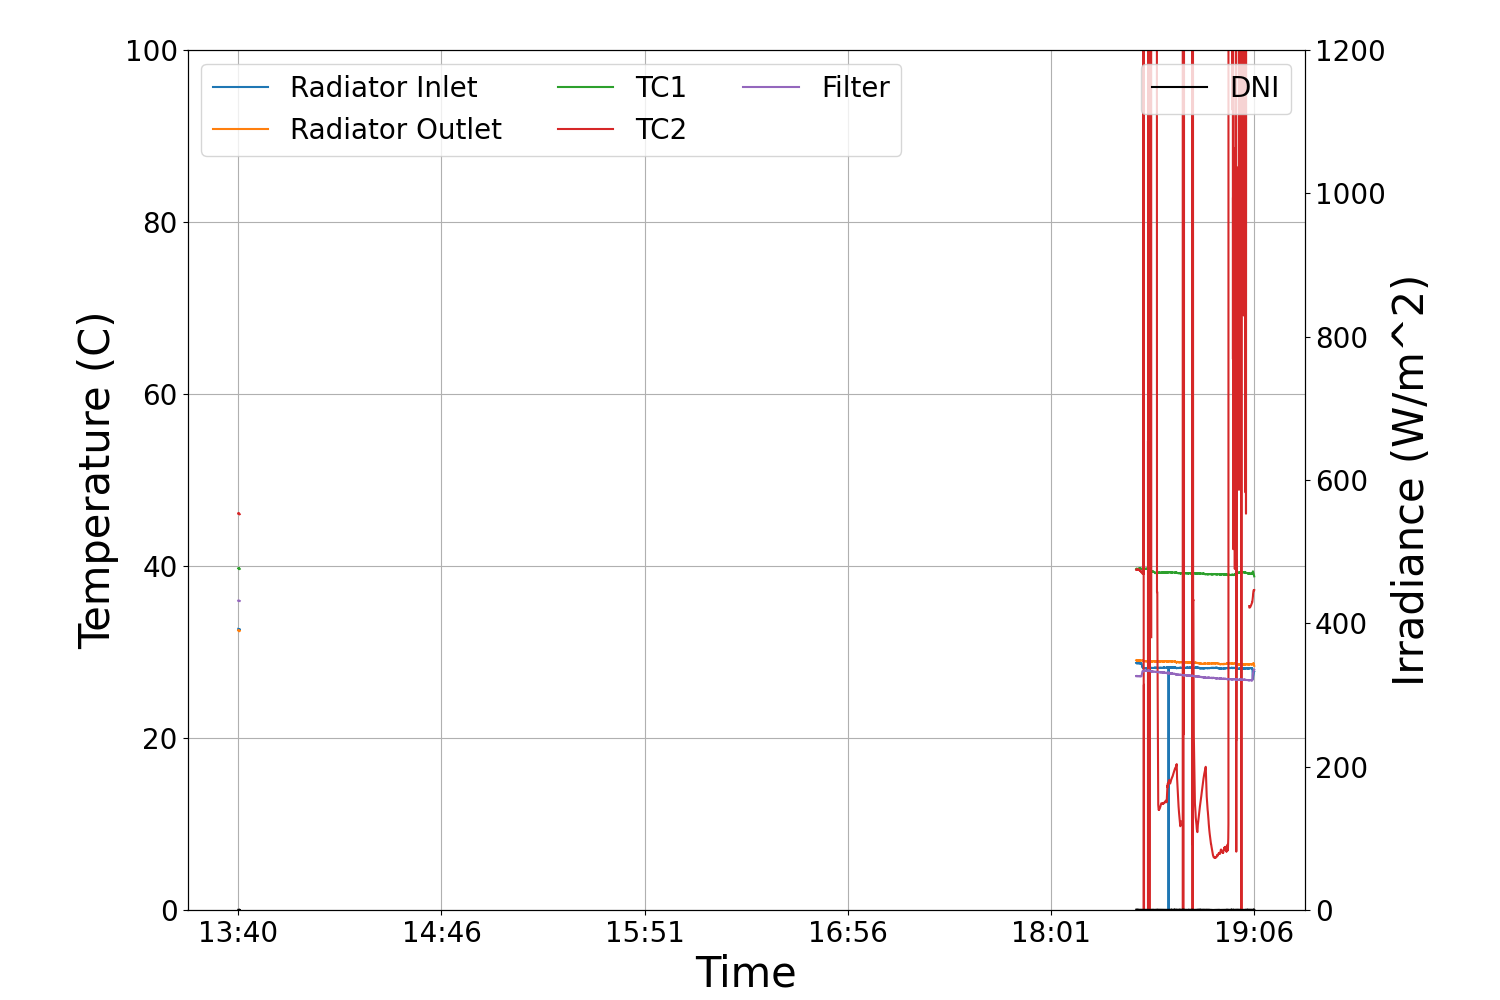 100
80
60
40
20
0
Temperature (C)
Radiator Inlet
Radiator Outlet
TC1
TC2
Filter
DNI
1200
1000
800
600
400
200
0
Irradiance (W/m^2)
13:40 14:46 15:51 16:56 18:01 19:06
Time